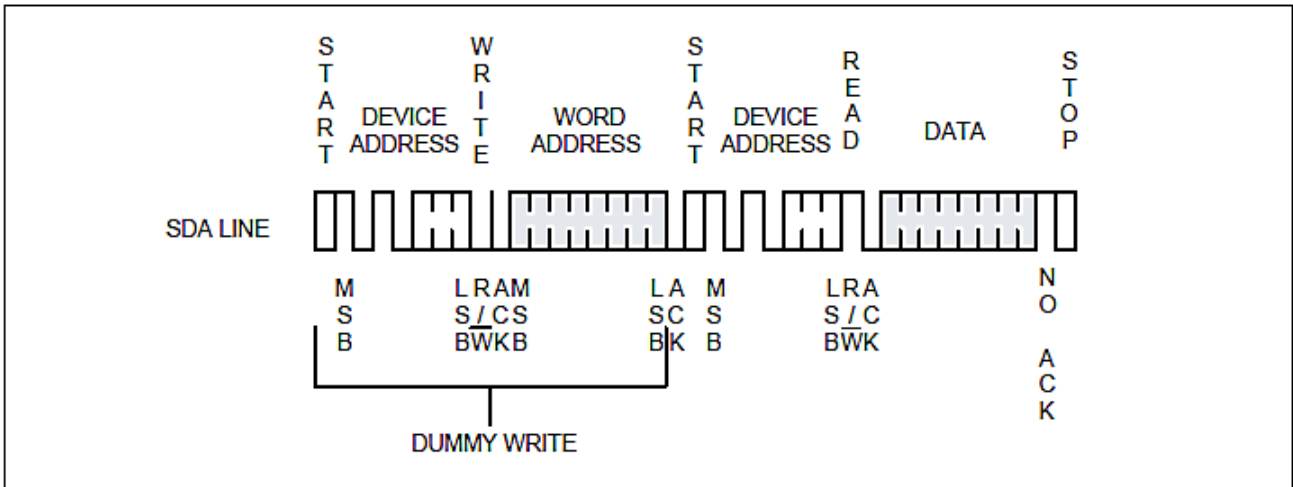 START
DEVICE
ADDRESS
WRITE
WORD
ADDRESS
START
DEVICE
ADDRESS
READ
DATA
STOP
SDA LINE
MSB
LSB
R/W
ACK
MSB
LSB
ACK
MSB
LSB
R/W
ACK
NO ACK
DUMMY WRITE